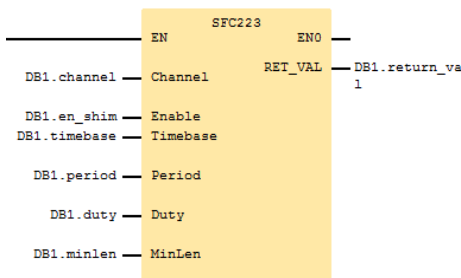 SFC223
EN ENO
DB1.channel Channel RET_VAL DB1.return_va
l
DB1.en_shim Enable
DB1.timebase Timebase
DB1.period Period
DB1.duty Duty
DB1.minlen MinLen